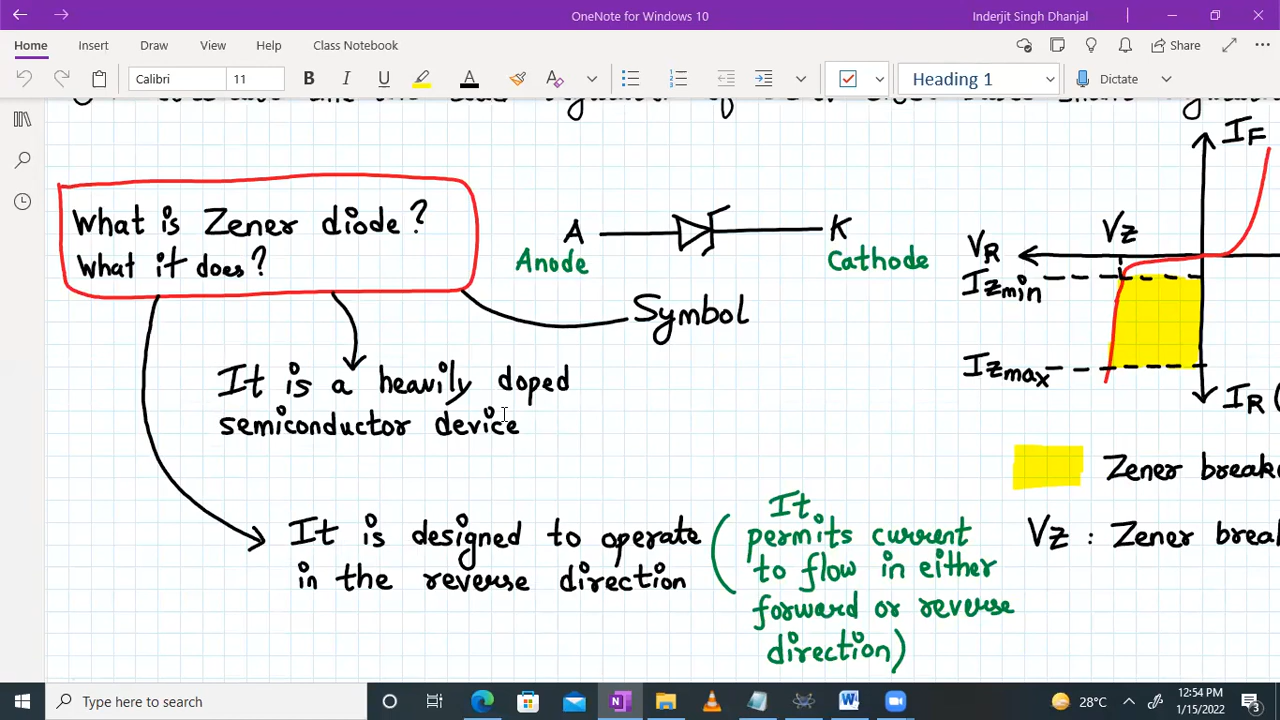 OneNote for Windows 10
Inderjit Singh Dhanjal
Home Insert Draw View Help Class Notebook
Share
Calibri 11 B I U A A Heading 1 Dictate
What is Zener diode?
What it does?
A K
Anode Cathode
Symbol
It is a heavily doped
semiconductor device
It is designed to operate
in the reverse direction
(It
permits current
to flow in either
forward or reverse
direction)
IF
VZ
VR
IZmin
IZmax
IR (
Zener break
VZ : Zener break
Type here to search
28°C
12:54 PM
1/15/2022
3